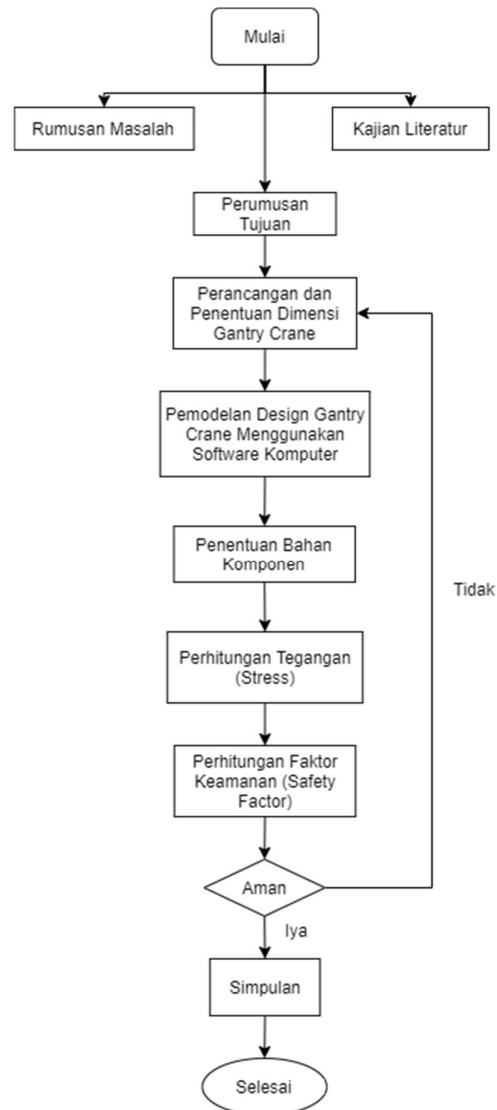 Mulai
Rumusan Masalah
Kajian Literatur
Perumusan
Tujuan
Perancangan dan
Penentuan Dimensi
Gantry Crane
Pemodelan Design Gantry
Crane Menggunakan
Software Komputer
Penentuan Bahan
Komponen
Tidak
Perhitungan Tegangan
(Stress)
Perhitungan Faktor
Keamanan (Safety
Factor)
Aman
Iya
Simpulan
Selesai